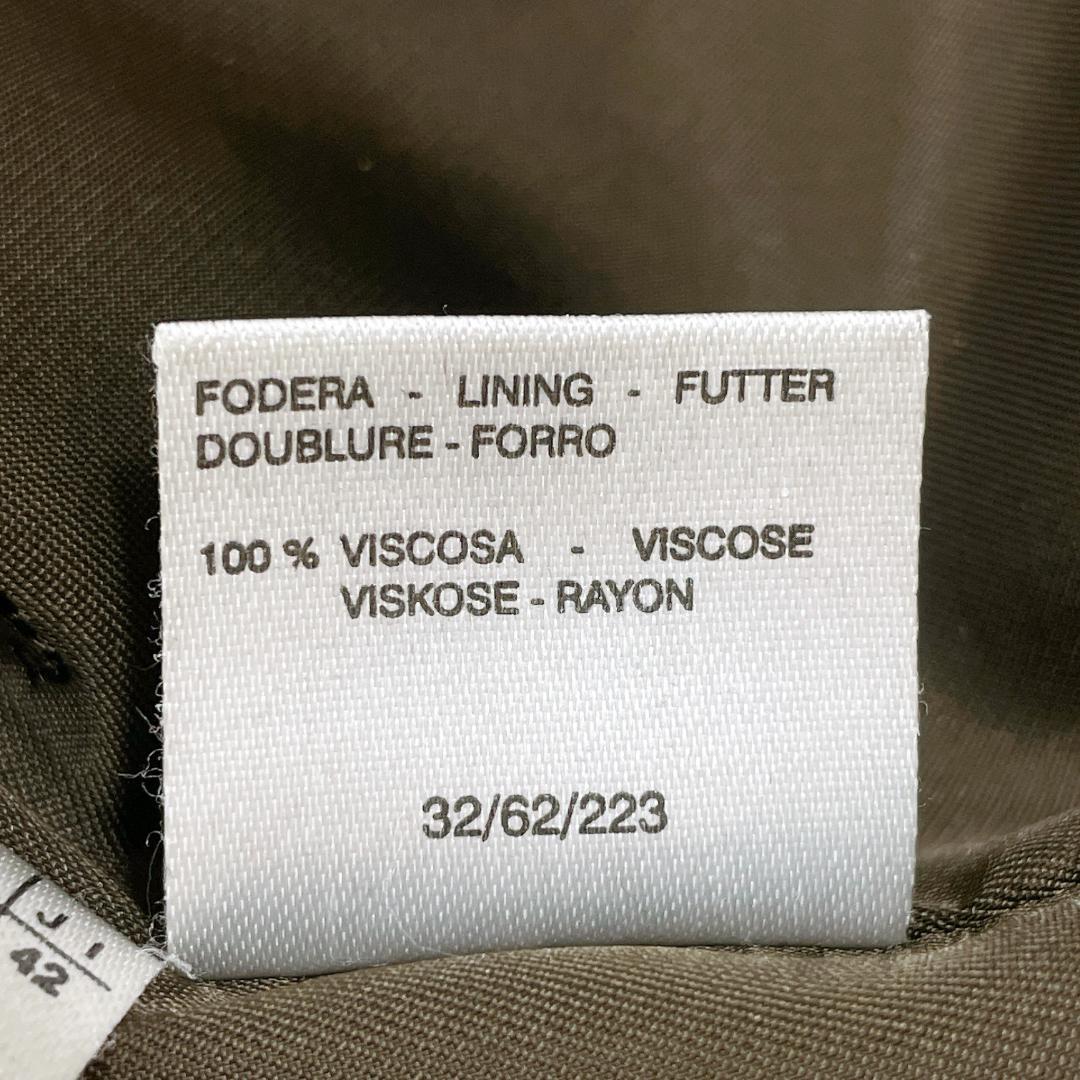 FODERA - LINING - FUTTER
DOUBLURE - FORRO
100 % VISCOSA - VISCOSE
VISKOSE - RAYON
32/62/223
42